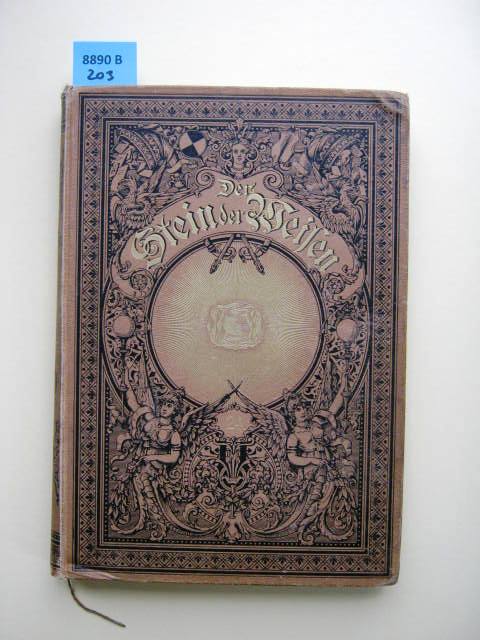 8890 B
203
Der
Stein der Weisen